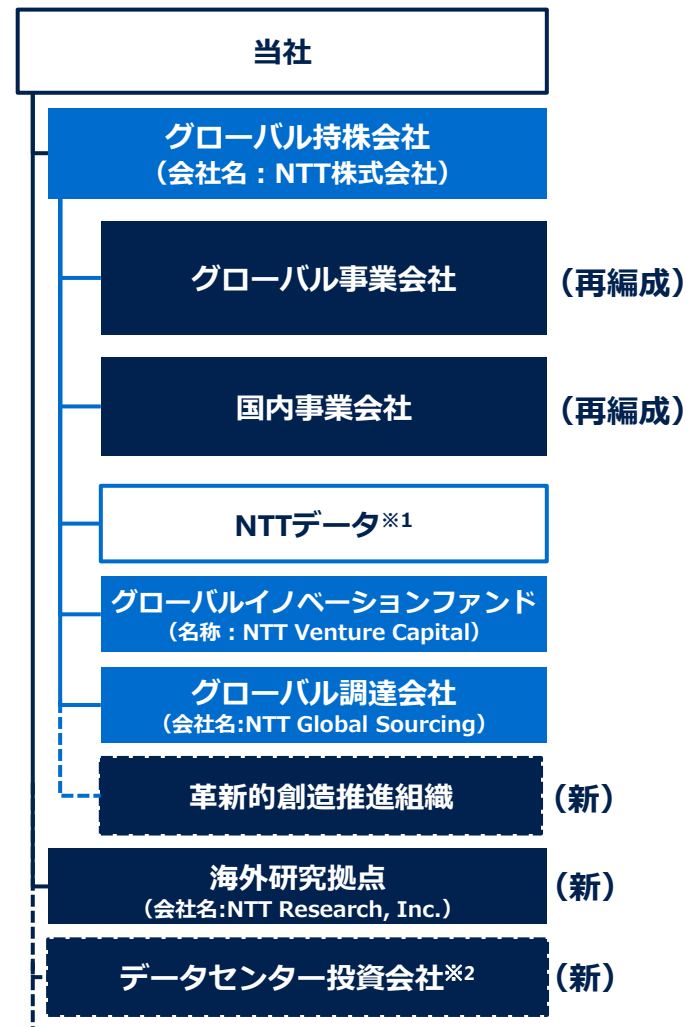 当社
グローバル持株会社
（会社名：NTT株式会社）
グローバル事業会社 （再編成）
国内事業会社 （再編成）
NTTデータ※1
グローバルイノベーションファンド
（名称：NTT Venture Capital）
グローバル調達会社
（会社名:NTT Global Sourcing）
革新的創造推進組織 （新）
海外研究拠点 （新）
（会社名:NTT Research, Inc.）
データセンター投資会社※2 （新）